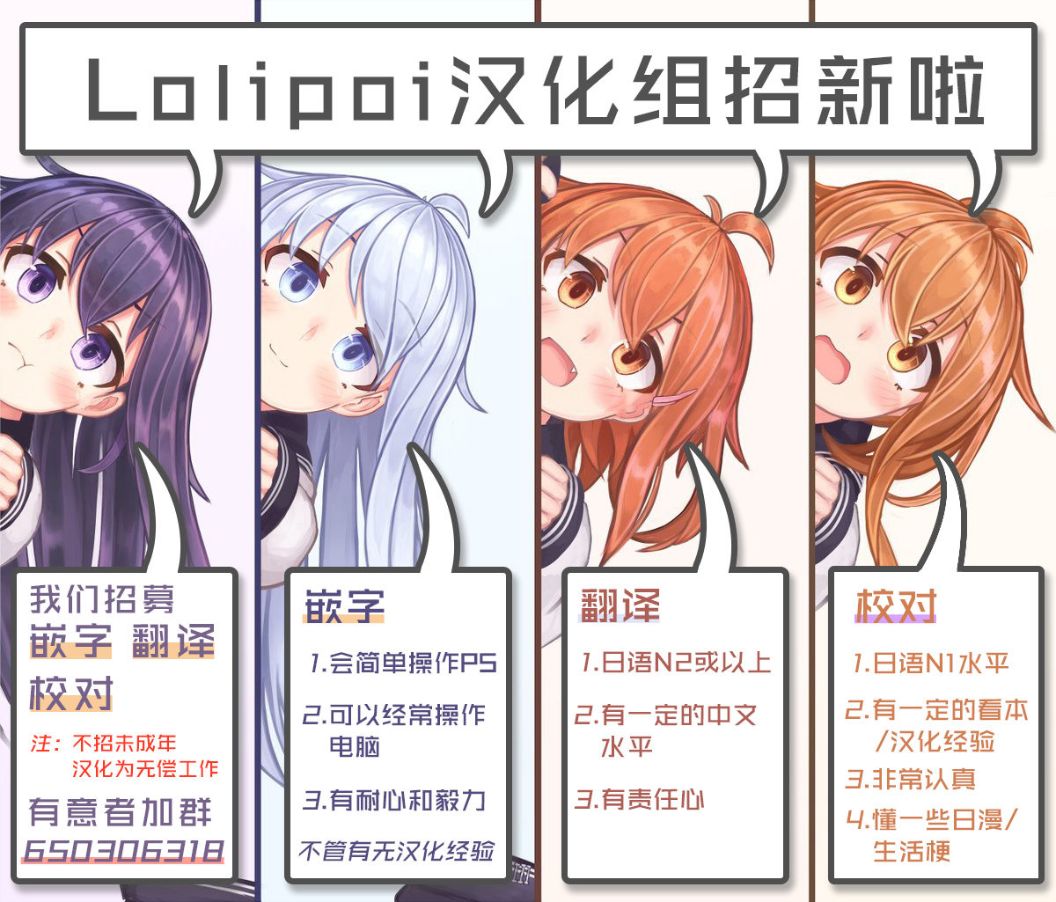 Lolipoi汉化组招新啦
我们招募
嵌字 翻译
校对
注：不招未成年
汉化为无偿工作
有意者加群
650306318
嵌字
1.会简单操作PS
2.可以经常操作
电脑
3.有耐心和毅力
不管有无汉化经验
翻译
1.日语N2或以上
2.有一定的中文
水平
3.有责任心
校对
1.日语N1水平
2.有一定的看本
/汉化经验
3.非常认真
4.懂一些日漫/
生活梗